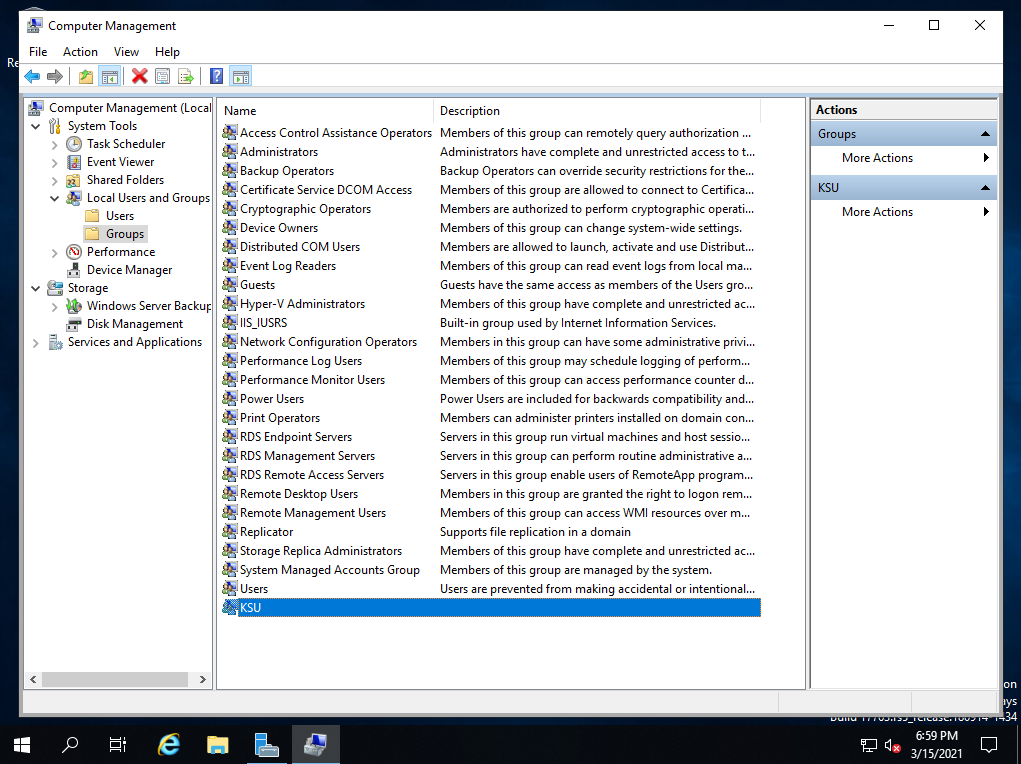 Computer Management
File Action View Help
Re
Computer Management (Local
System Tools
Task Scheduler
Event Viewer
Shared Folders
Local Users and Groups
Users
Groups
Performance
Device Manager
Storage
Windows Server Backup
Disk Management
Services and Applications
Name Description
Access Control Assistance Operators Members of this group can remotely query authorization ...
Administrators Administrators have complete and unrestricted access to t...
Backup Operators Backup Operators can override security restrictions for the...
Certificate Service DCOM Access Members of this group are allowed to connect to Certifica...
Cryptographic Operators Members are authorized to perform cryptographic operati...
Device Owners Members of this group can change system-wide settings.
Distributed COM Users Members are allowed to launch, activate and use Distribut...
Event Log Readers Members of this group can read event logs from local ma...
Guests Guests have the same access as members of the Users gro...
Hyper-V Administrators Members of this group have complete and unrestricted ac...
IIS_IUSRS Built-in group used by Internet Information Services.
Network Configuration Operators Members in this group can have some administrative privi...
Performance Log Users Members of this group may schedule logging of perform...
Performance Monitor Users Members of this group can access performance counter d...
Power Users Power Users are included for backwards compatibility and...
Print Operators Members can administer printers installed on domain con...
RDS Endpoint Servers Servers in this group run virtual machines and host sessio...
RDS Management Servers Servers in this group can perform routine administrative a...
RDS Remote Access Servers Servers in this group enable users of RemoteApp program...
Remote Desktop Users Members in this group are granted the right to logon rem...
Remote Management Users Members of this group can access WMI resources over m...
Replicator Supports file replication in a domain
Storage Replica Administrators Members of this group have complete and unrestricted ac...
System Managed Accounts Group Members of this group are managed by the system.
Users Users are prevented from making accidental or intentional...
KSU
Actions
Groups
More Actions
KSU
More Actions
on
ays
Build 17763.rs5_release.180914-1434
6:59 PM
3/15/2021